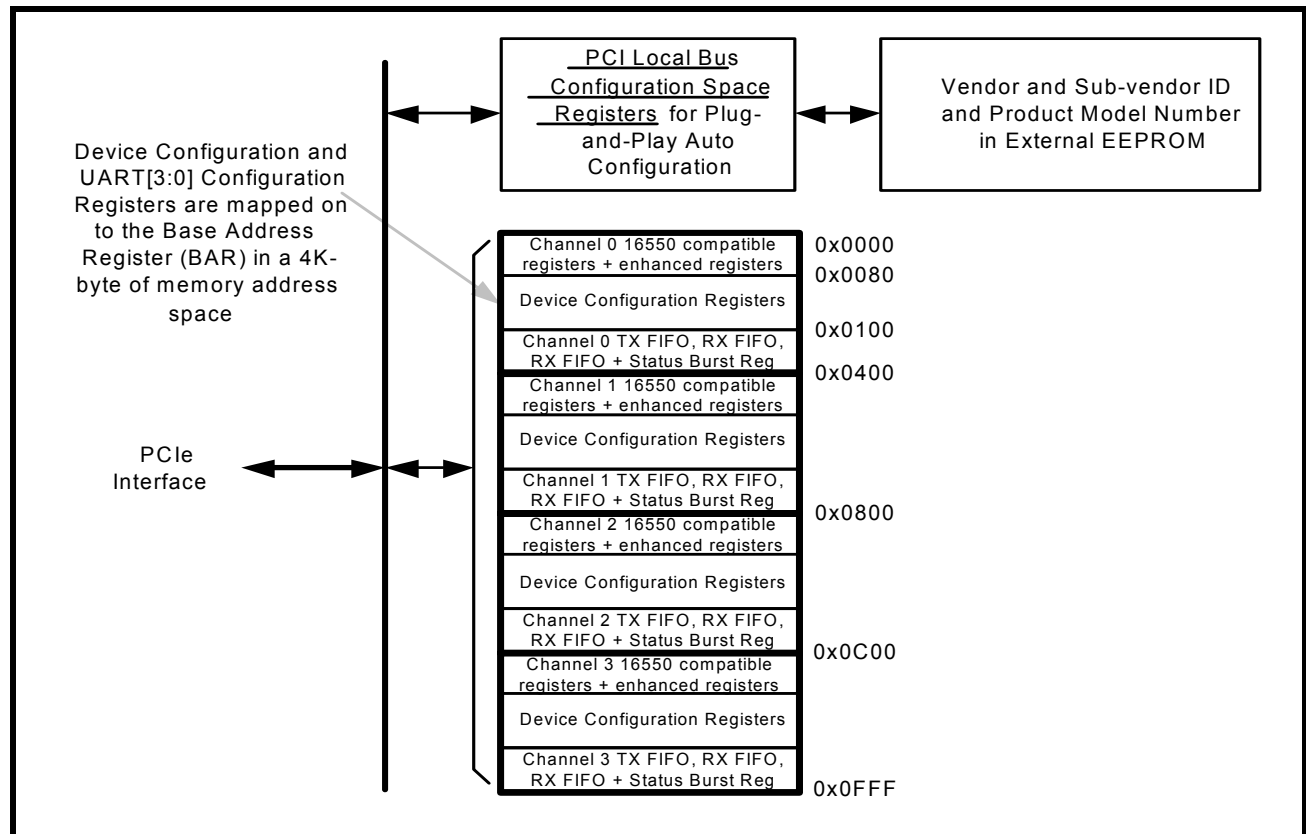 PCI Local Bus
Configuration Space
Registers for Plug-
and-Play Auto
Configuration
Vendor and Sub-vendor ID
and Product Model Number
in External EEPROM
Device Configuration and
UART[3:0] Configuration
Registers are mapped on
to the Base Address
Register (BAR) in a 4K-
byte of memory address
space
PCIe
Interface
Channel 0 16550 compatible
registers + enhanced registers
Device Configuration Registers
Channel 0 TX FIFO, RX FIFO,
RX FIFO + Status Burst Reg
Channel 1 16550 compatible
registers + enhanced registers
Device Configuration Registers
Channel 1 TX FIFO, RX FIFO,
RX FIFO + Status Burst Reg
Channel 2 16550 compatible
registers + enhanced registers
Device Configuration Registers
Channel 2 TX FIFO, RX FIFO,
RX FIFO + Status Burst Reg
Channel 3 16550 compatible
registers + enhanced registers
Device Configuration Registers
Channel 3 TX FIFO, RX FIFO,
RX FIFO + Status Burst Reg
0x0000
0x0080
0x0100
0x0400
0x0800
0x0C00
0x0FFF